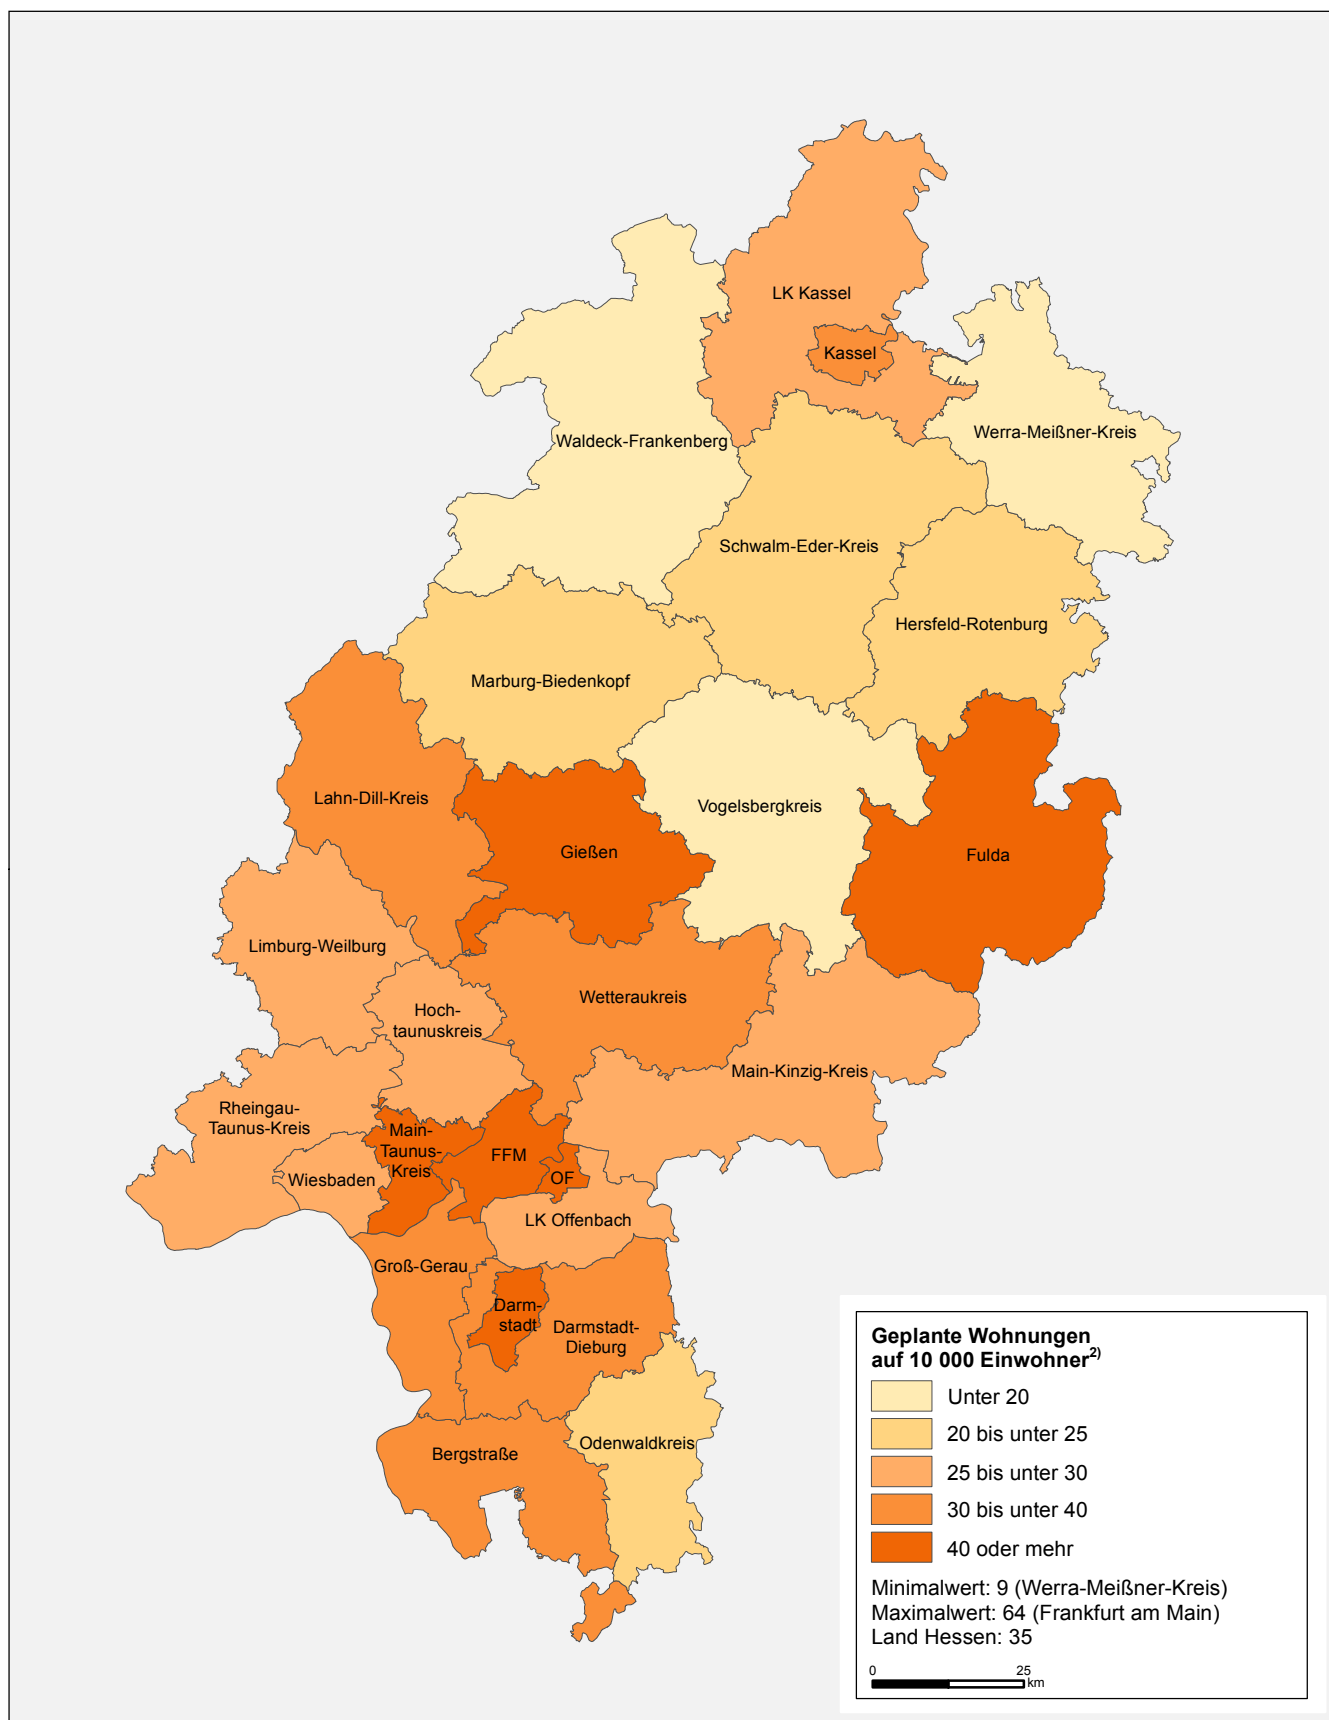 LK Kassel
Kassel
Waldeck-Frankenberg
Werra-Meißner-Kreis
Schwalm-Eder-Kreis
Hersfeld-Rotenburg
Marburg-Biedenkopf
Lahn-Dill-Kreis
Vogelsbergkreis
Gießen
Fulda
Limburg-Weilburg
Wetteraukreis
Hoch-
taunuskreis
Main-Kinzig-Kreis
Rheingau-
Taunus-Kreis
Main-
Taunus-
Kreis
FFM
OF
Wiesbaden
LK Offenbach
Groß-Gerau
Darm-
stadt
Darmstadt-
Dieburg
Odenwaldkreis
Bergstraße
Geplante Wohnungen
auf 10 000 Einwohner2)
Unter 20
20 bis unter 25
25 bis unter 30
30 bis unter 40
40 oder mehr
Minimalwert: 9 (Werra-Meißner-Kreis)
Maximalwert: 64 (Frankfurt am Main)
Land Hessen: 35
0 25
km